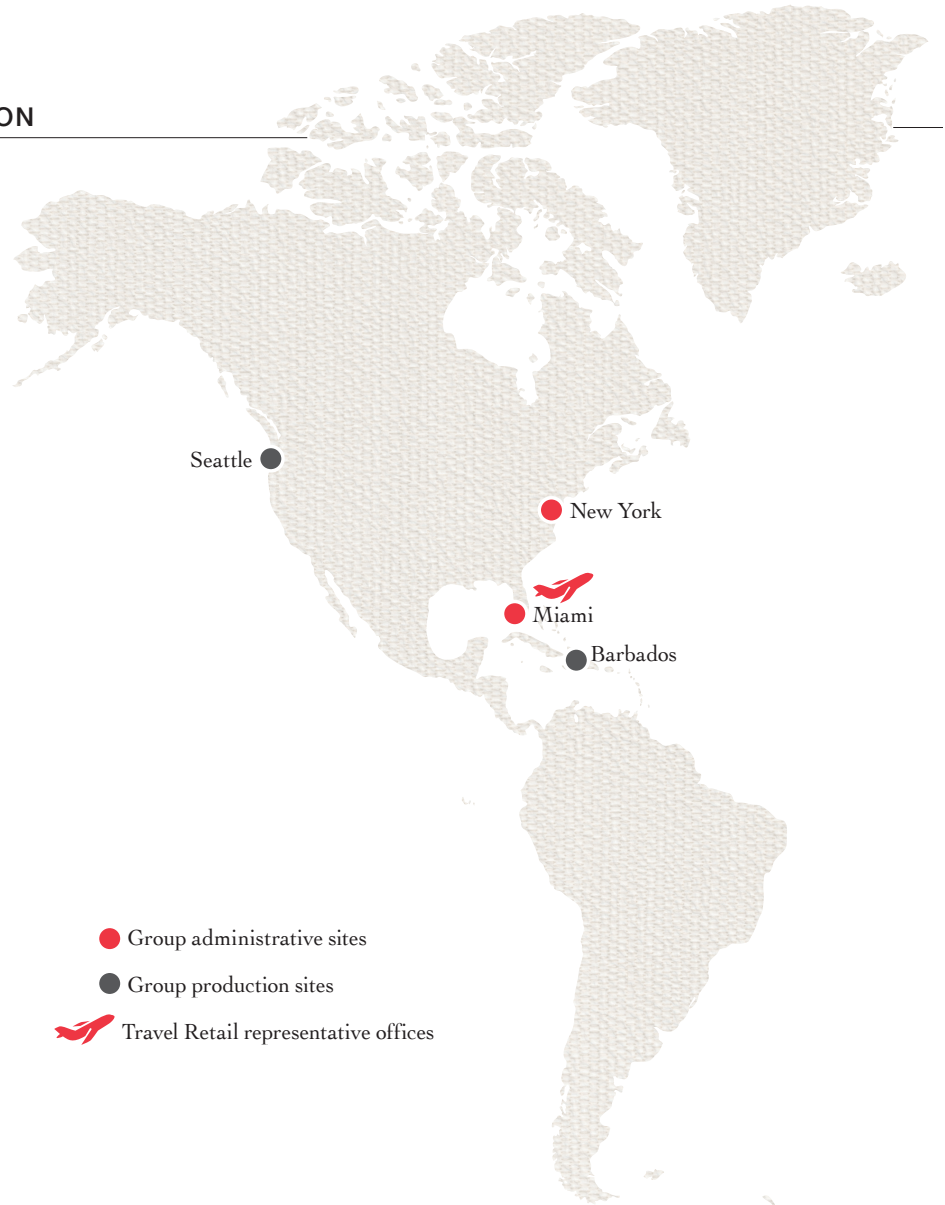 ON
Seattle
New York
Miami
Barbados
Group administrative sites
Group production sites
Travel Retail representative offices